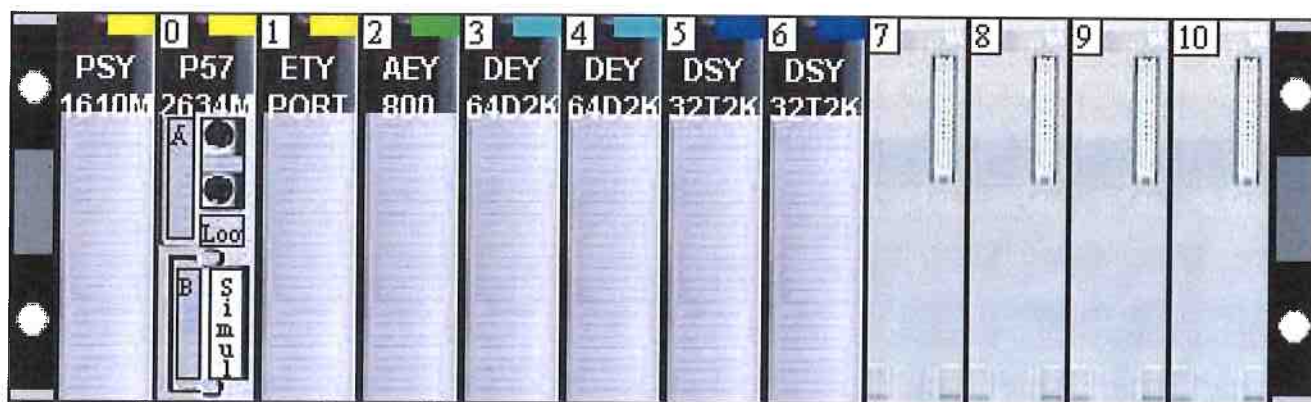 0 1 2 3 4 5 6 7 8 9 10
PSY P57 ETY AEY DEY DEY DSY DSY
1610M 2634M PORT 800 64D2K 64D2K 32T2K 32T2K
A
Loo
B
Simul